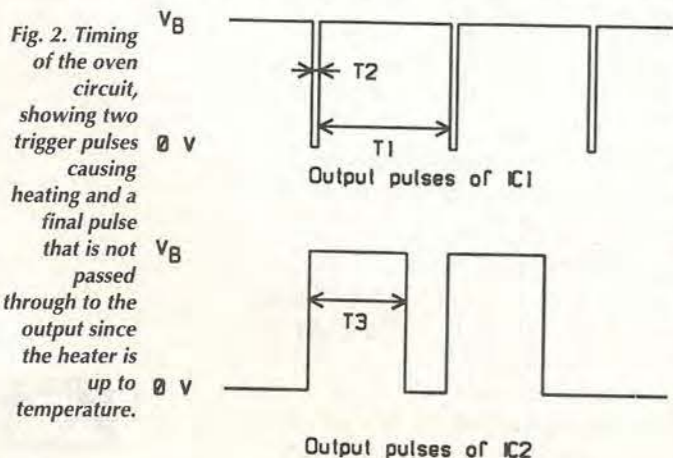 Fig. 2. Timing
of the oven
circuit,
showing two
trigger pulses
causing
heating and a
final pulse
that is not
passed
through to the
output since
the heater is
up to
temperature.
VB
T2
T1
0 V
Output pulses of IC1
VB
T3
0 V
Output pulses of IC2